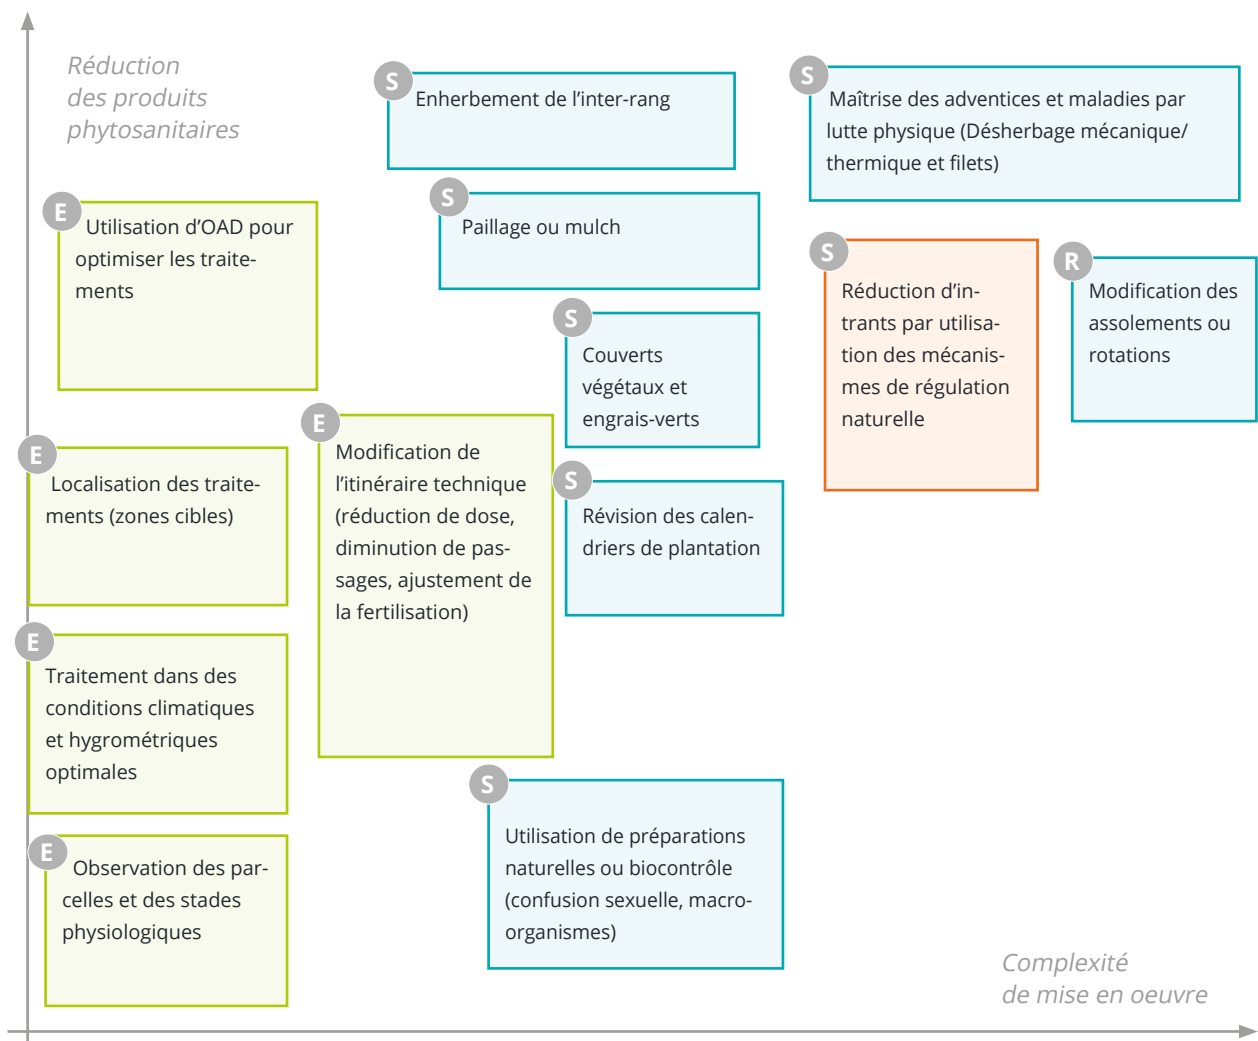 Réduction
des produits
phytosanitaires
S
Enherbement de l’inter-rang
S
Maîtrise des adventices et maladies par
lutte physique (Désherbage mécanique/
thermique et filets)
E
Utilisation d’OAD pour
optimiser les traite-
ments
S
Paillage ou mulch
S
Réduction d’in-
trants par utilisa-
tion des mécanis-
mes de régulation
naturelle
R
Modification des
assolements ou
rotations
S
Couverts
végétaux et
engrais-verts
E
Localisation des traite-
ments (zones cibles)
E
Modification de
l’itinéraire technique
(réduction de dose,
diminution de pas-
sages, ajustement de
la fertilisation)
S
Révision des calen-
driers de plantation
E
Traitement dans des
conditions climatiques
et hygrométriques
optimales
S
Utilisation de préparations
naturelles ou biocontrôle
(confusion sexuelle, macro-
organismes)
E
Observation des par-
celles et des stades
physiologiques
Complexité
de mise en oeuvre